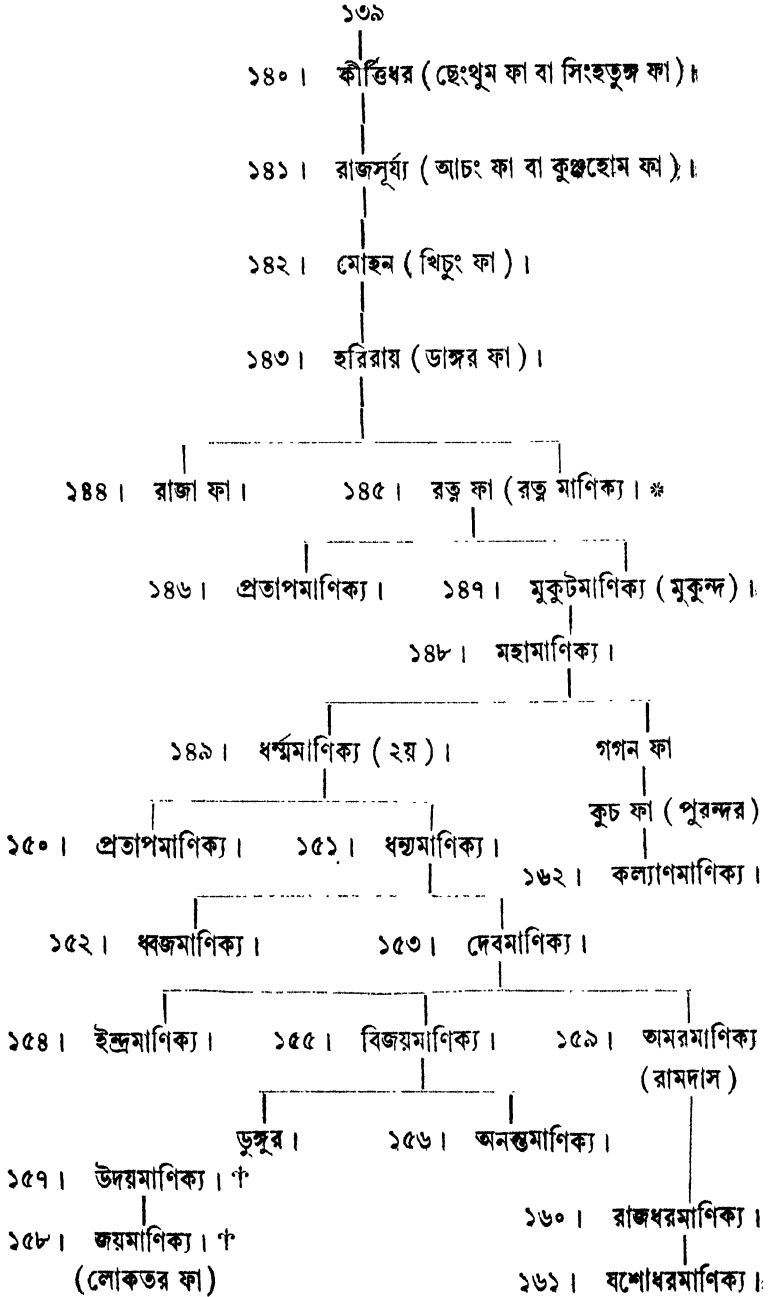 ১৩৯
১৪০। কীর্ত্তিধর (ছেংথুম ফা বা সিংহতুঙ্গ ফা)।
১৪১। রাজসূর্য্য (আচং ফা বা কুঞ্জহোম ফা)।
১৪২। মোহন (খিচুং ফা)।
১৪৩। হরিরায় (ডাঙ্গর ফা)।
১৪৪। রাজা ফা। ১৪৫। রত্ন ফা (রত্ন মাণিক্য। *
১৪৬। প্রতাপমাণিক্য। ১৪৭। মুকুটমাণিক্য (মুকুন্দ)।
১৪৮। মহামাণিক্য।
১৪৯। ধর্ম্মমাণিক্য (২য়)। গগন ফা
কুচ ফা (পুরন্দর)
১৫০। প্রতাপমাণিক্য। ১৫১। ধন্যমাণিক্য।
১৬২। কল্যাণমাণিক্য।
১৫২। ধ্বজমাণিক্য। ১৫৩। দেবমাণিক্য।
১৫৪। ইন্দ্রমাণিক্য। ১৫৫। বিজয়মাণিক্য। ১৫৯। অমরমাণিক্য
(রামদাস)
ডুঙ্গুর। ১৫৬। অনন্তমাণিক্য।
১৫৭। উদয়মাণিক্য। †
১৬০। রাজধরমাণিক্য।
১৫৮। জয়মাণিক্য। †
(লোকতর ফা) ১৬১। যশোধরমাণিক্য।